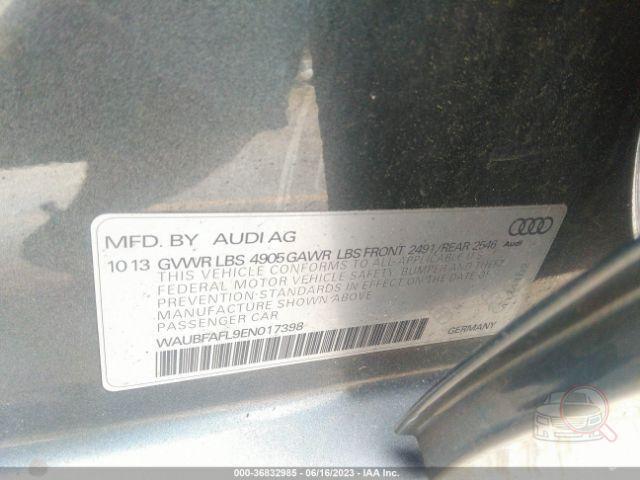 MFD. BY AUDI AG
10 13 GVWR LBS 4905 GAWR LBS FRONT 2491/REAR 2546 Audi
THIS VEHICLE CONFORMS TO ALL APPLICABLE U.S.
FEDERAL MOTOR VEHICLE SAFETY, BUMPER AND THEFT
PREVENTION STANDARDS IN EFFECT ON THE DATE OF
MANUFACTURE SHOWN ABOVE
PASSENGER CAR
WAUBFAFL9EN017398
GERMANY
000-36832985 - 06/16/2023 - IAA Inc.